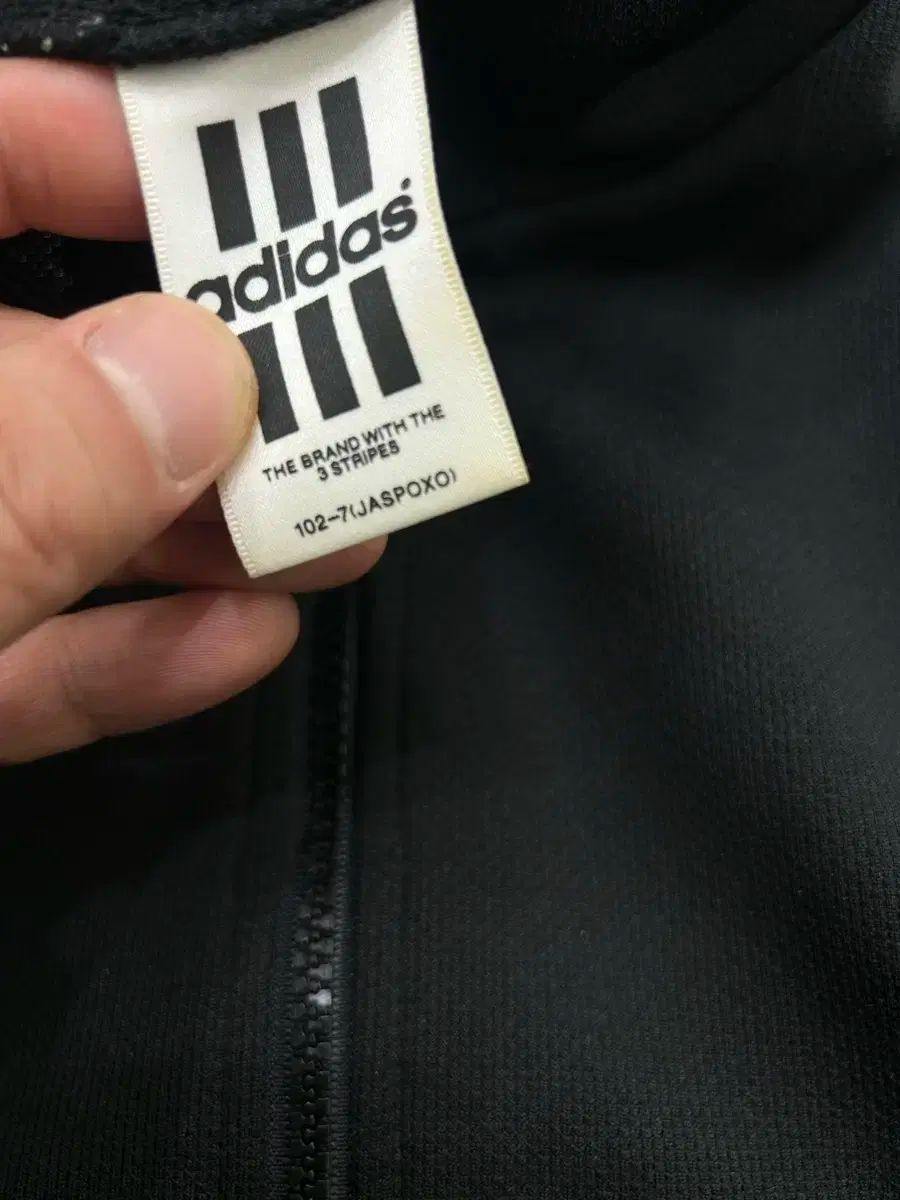 adidas
THE BRAND WITH THE
3 STRIPES
102-7(JASPOXO)